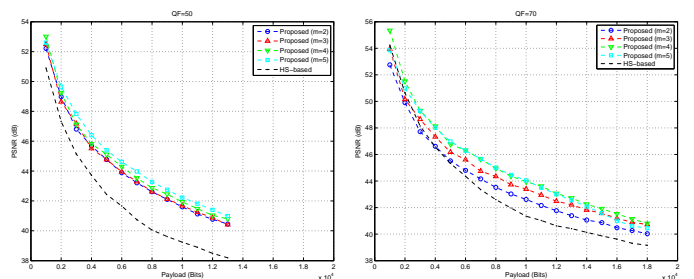 QF=50
54
52
50
48
46
44
42
40
38
PSNR (dB)
0
0.2
0.4
0.6
0.8
1
1.2
1.4
1.6
1.8
2
Payload (Bits)
Proposed (m=2)
Proposed (m=3)
Proposed (m=4)
Proposed (m=5)
HS−based
QF=70
56
54
52
50
48
46
44
42
40
38
PSNR (dB)
0
0.2
0.4
0.6
0.8
1
1.2
1.4
1.6
1.8
2
Payload (Bits)
Proposed (m=2)
Proposed (m=3)
Proposed (m=4)
Proposed (m=5)
HS−based